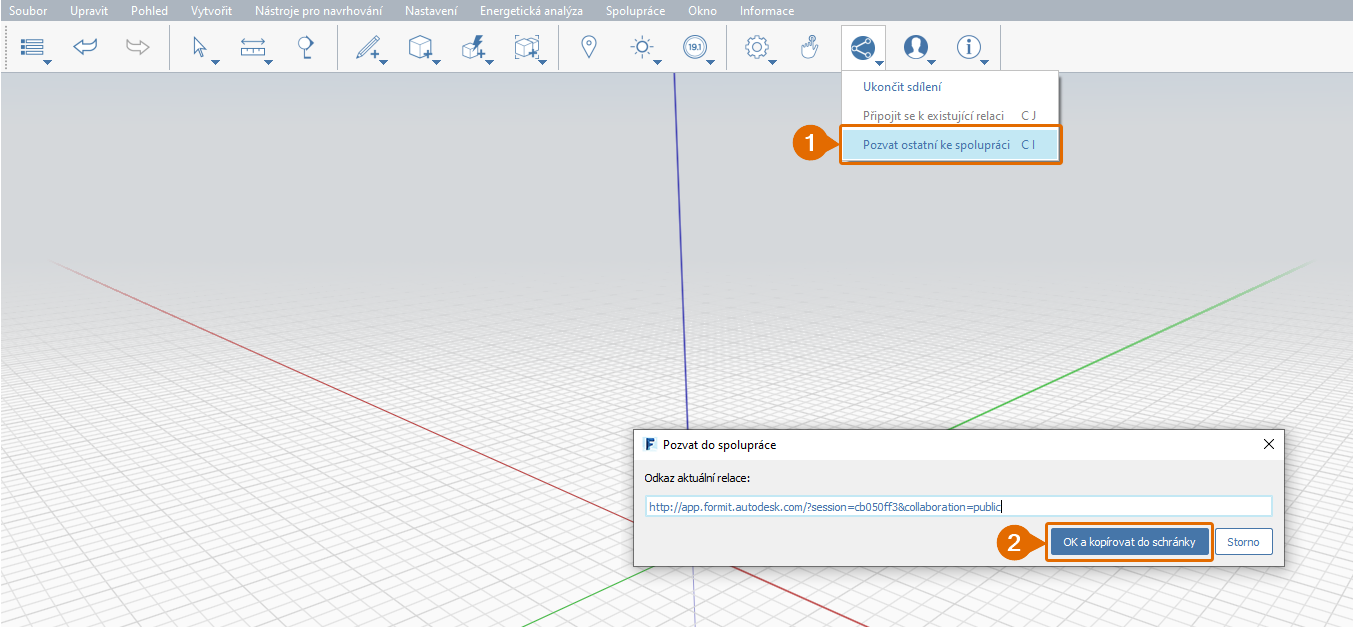 Soubor Upravit Pohled Vytvořit Nástroje pro navrhování Nastavení Energetická analýza Spolupráce Okno Informace
19.1
Ukončit sdílení
Připojit se k existující relaci C J
1 Pozvat ostatní ke spolupráci C I
F Pozvat do spolupráce
Odkaz aktuální relace:
http://app.formit.autodesk.com/?session=cb050ff3&collaboration=public
2 OK a kopírovat do schránky Storno